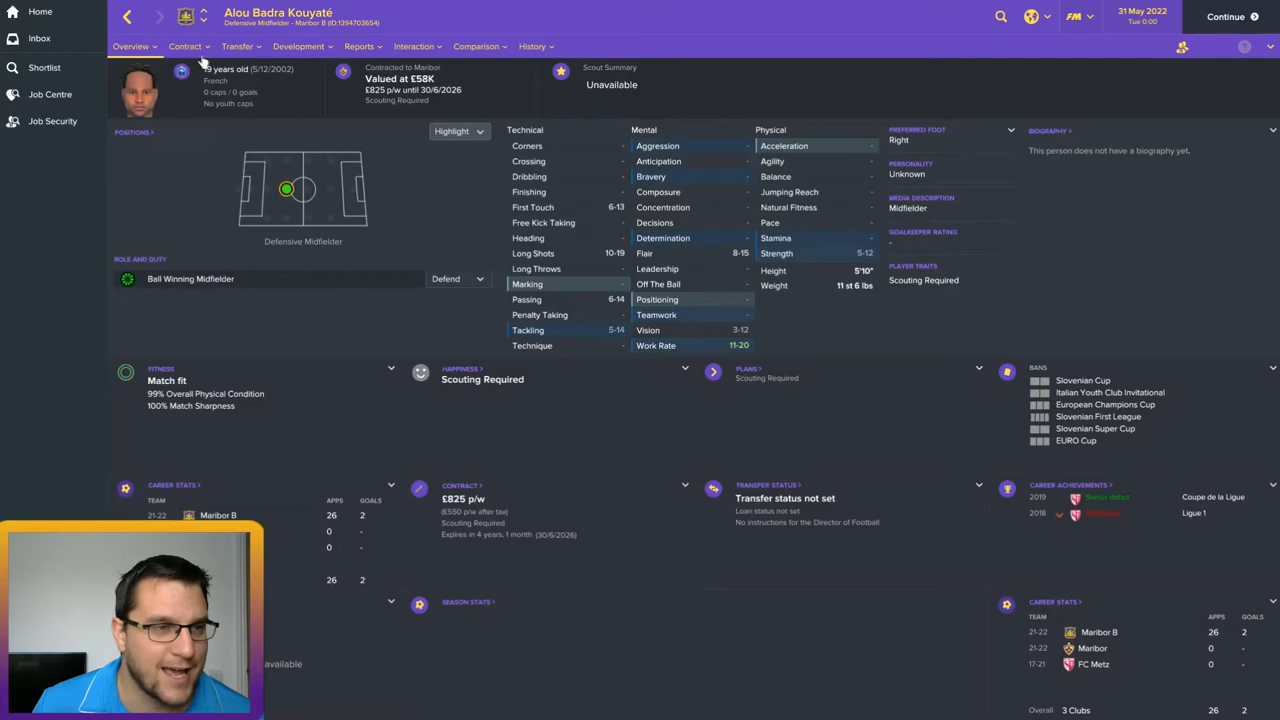 Home
Inbox
Shortlist
Job Centre
Job Security
Alou Badra Kouyaté
Defensive Midfielder - Maribor B (ID:1394703654)
FM
31 May 2022
Tue 0:00
Continue
Overview
Contract
Transfer
Development
Reports
Interaction
Comparison
History
19 years old (5/12/2002)
French
0 caps / 0 goals
No youth caps
Contracted to Maribor
Valued at £58K
£825 p/w until 30/6/2026
Scouting Required
Scout Summary
Unavailable
POSITIONS >
Highlight
Defensive Midfielder
ROLE AND DUTY
Ball Winning Midfielder Defend
Technical
Corners -
Crossing -
Dribbling -
Finishing -
First Touch 6-13
Free Kick Taking -
Heading -
Long Shots 10-19
Long Throws -
Marking -
Passing 6-14
Penalty Taking -
Tackling 5-14
Technique -
Mental
Aggression -
Anticipation -
Bravery -
Composure -
Concentration -
Decisions -
Determination -
Flair 8-15
Leadership -
Off The Ball -
Positioning -
Teamwork -
Vision 3-12
Work Rate 11-20
Physical
Acceleration -
Agility -
Balance -
Jumping Reach -
Natural Fitness -
Pace -
Stamina -
Strength 5-12
Height 5'10"
Weight 11 st 6 lbs
PREFERRED FOOT
Right
PERSONALITY
Unknown
MEDIA DESCRIPTION
Midfielder
GOALKEEPER RATING
-
PLAYER TRAITS
Scouting Required
BIOGRAPHY >
This person does not have a biography yet.
FITNESS
Match fit
99% Overall Physical Condition
100% Match Sharpness
HAPPINESS >
Scouting Required
PLANS >
Scouting Required
BANS
Slovenian Cup
Italian Youth Club Invitational
European Champions Cup
Slovenian First League
Slovenian Super Cup
EURO Cup
CAREER STATS >
TEAM APPS GOALS
21-22 Maribor B 26 2
0 -
0 -
26 2
available
CONTRACT >
£825 p/w
(£550 p/w after tax)
Scouting Required
Expires in 4 years, 1 month (30/6/2026)
TRANSFER STATUS >
Transfer status not set
Loan status not set
No instructions for the Director of Football
CAREER ACHIEVEMENTS >
2019 Senior debut Coupe de la Ligue
2018 Ligue 1
SEASON STATS >
CAREER STATS >
TEAM APPS GOALS
21-22 Maribor B 26 2
21-22 Maribor 0 -
17-21 FC Metz 0 -
Overall 3 Clubs 26 2